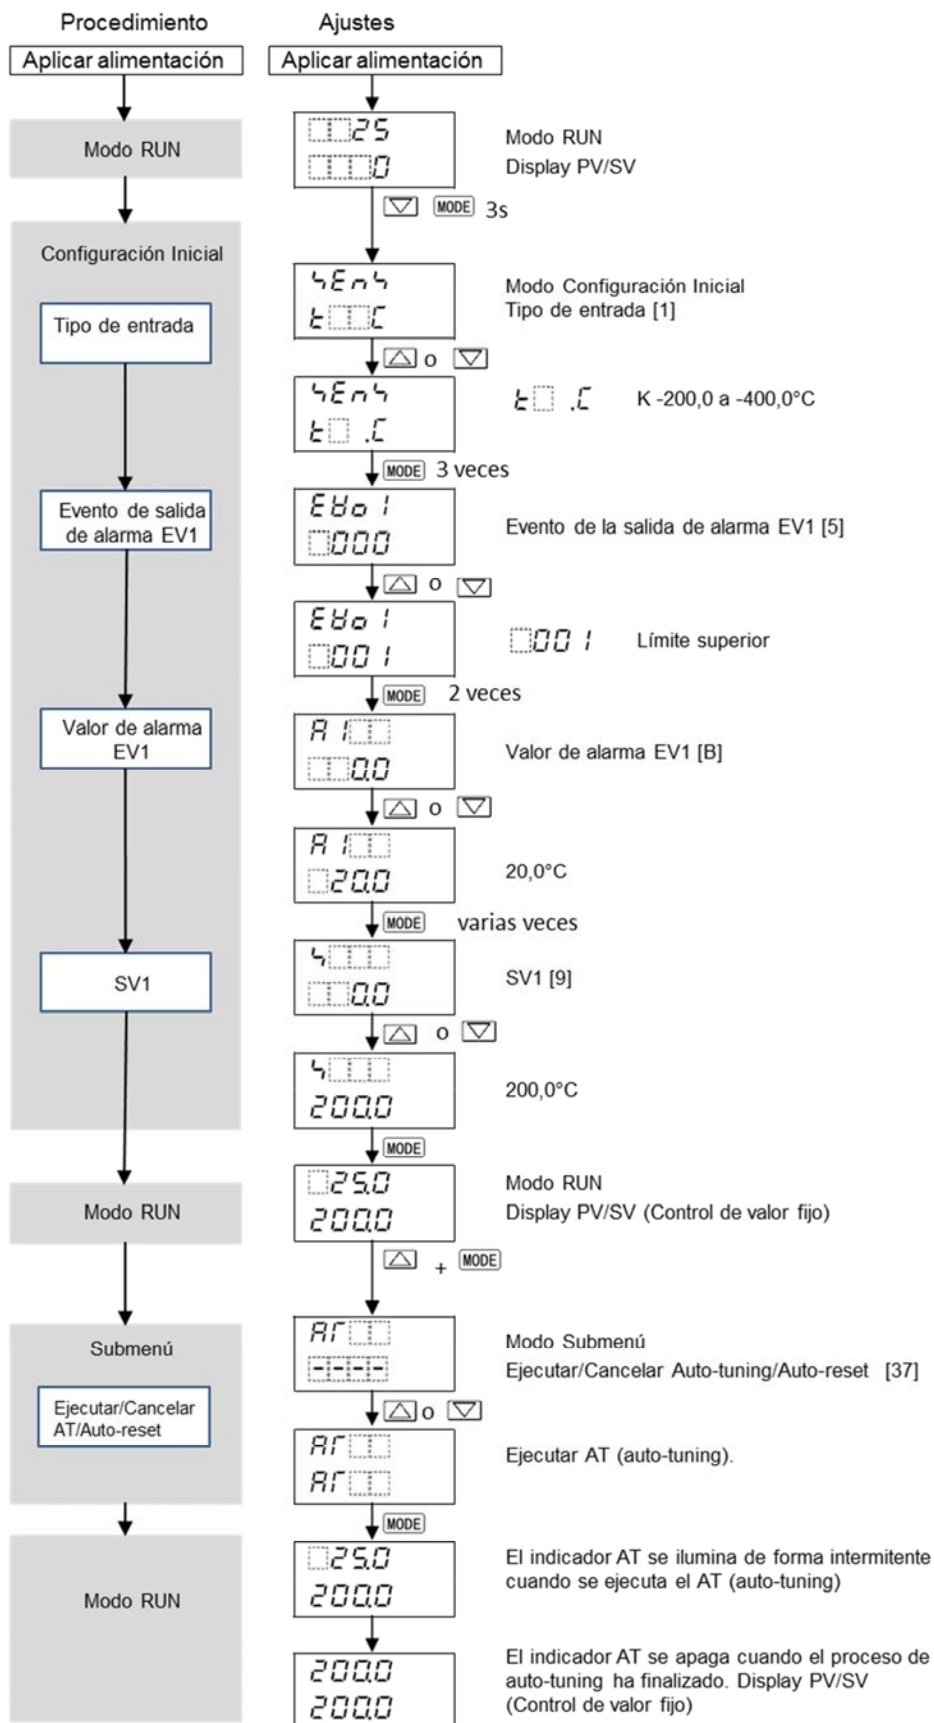 Procedimiento
Ajustes
Aplicar alimentación
Aplicar alimentación
Modo RUN
25
0
Modo RUN
Display PV/SV
MODE 3s
Configuración Inicial
Tipo de entrada
SEnS
t C
Modo Configuración Inicial
Tipo de entrada [1]
o
SEnS
t .C
t .C K -200,0 a -400,0°C
MODE 3 veces
Evento de salida
de alarma EV1
EVo1
000
Evento de la salida de alarma EV1 [5]
o
EVo1
001
001 Límite superior
MODE 2 veces
Valor de alarma
EV1
A1
0.0
Valor de alarma EV1 [B]
o
A1
20.0
20,0°C
MODE varias veces
SV1
S
0.0
SV1 [9]
o
S
200.0
200,0°C
MODE
Modo RUN
25.0
200.0
Modo RUN
Display PV/SV (Control de valor fijo)
+ MODE
Submenú
Ejecutar/Cancelar
AT/Auto-reset
AT
----
Modo Submenú
Ejecutar/Cancelar Auto-tuning/Auto-reset [37]
o
AT
AT
Ejecutar AT (auto-tuning).
MODE
Modo RUN
25.0
200.0
El indicador AT se ilumina de forma intermitente
cuando se ejecuta el AT (auto-tuning)
200.0
200.0
El indicador AT se apaga cuando el proceso de
auto-tuning ha finalizado. Display PV/SV
(Control de valor fijo)